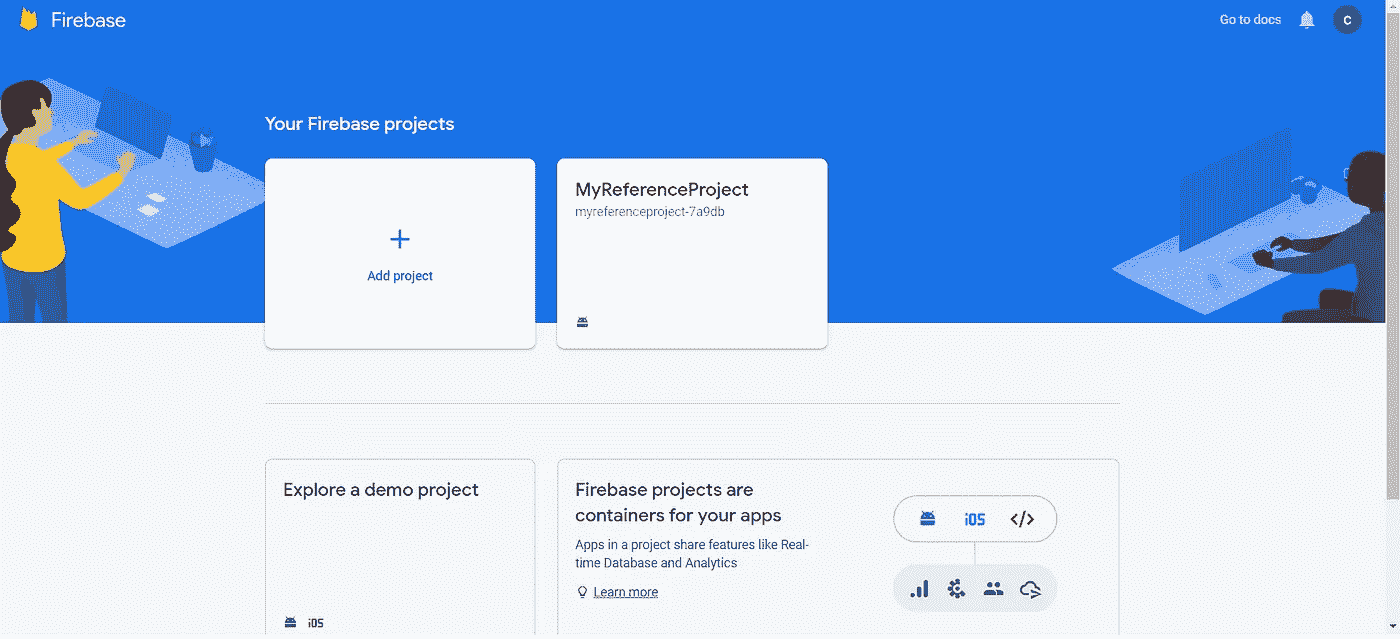 Firebase
Go to docs
C
Your Firebase projects
Add project
MyReferenceProject
myreferenceproject-7a9db
Explore a demo project
iOS
Firebase projects are
containers for your apps
Apps in a project share features like Real-
time Database and Analytics
Learn more
iOS